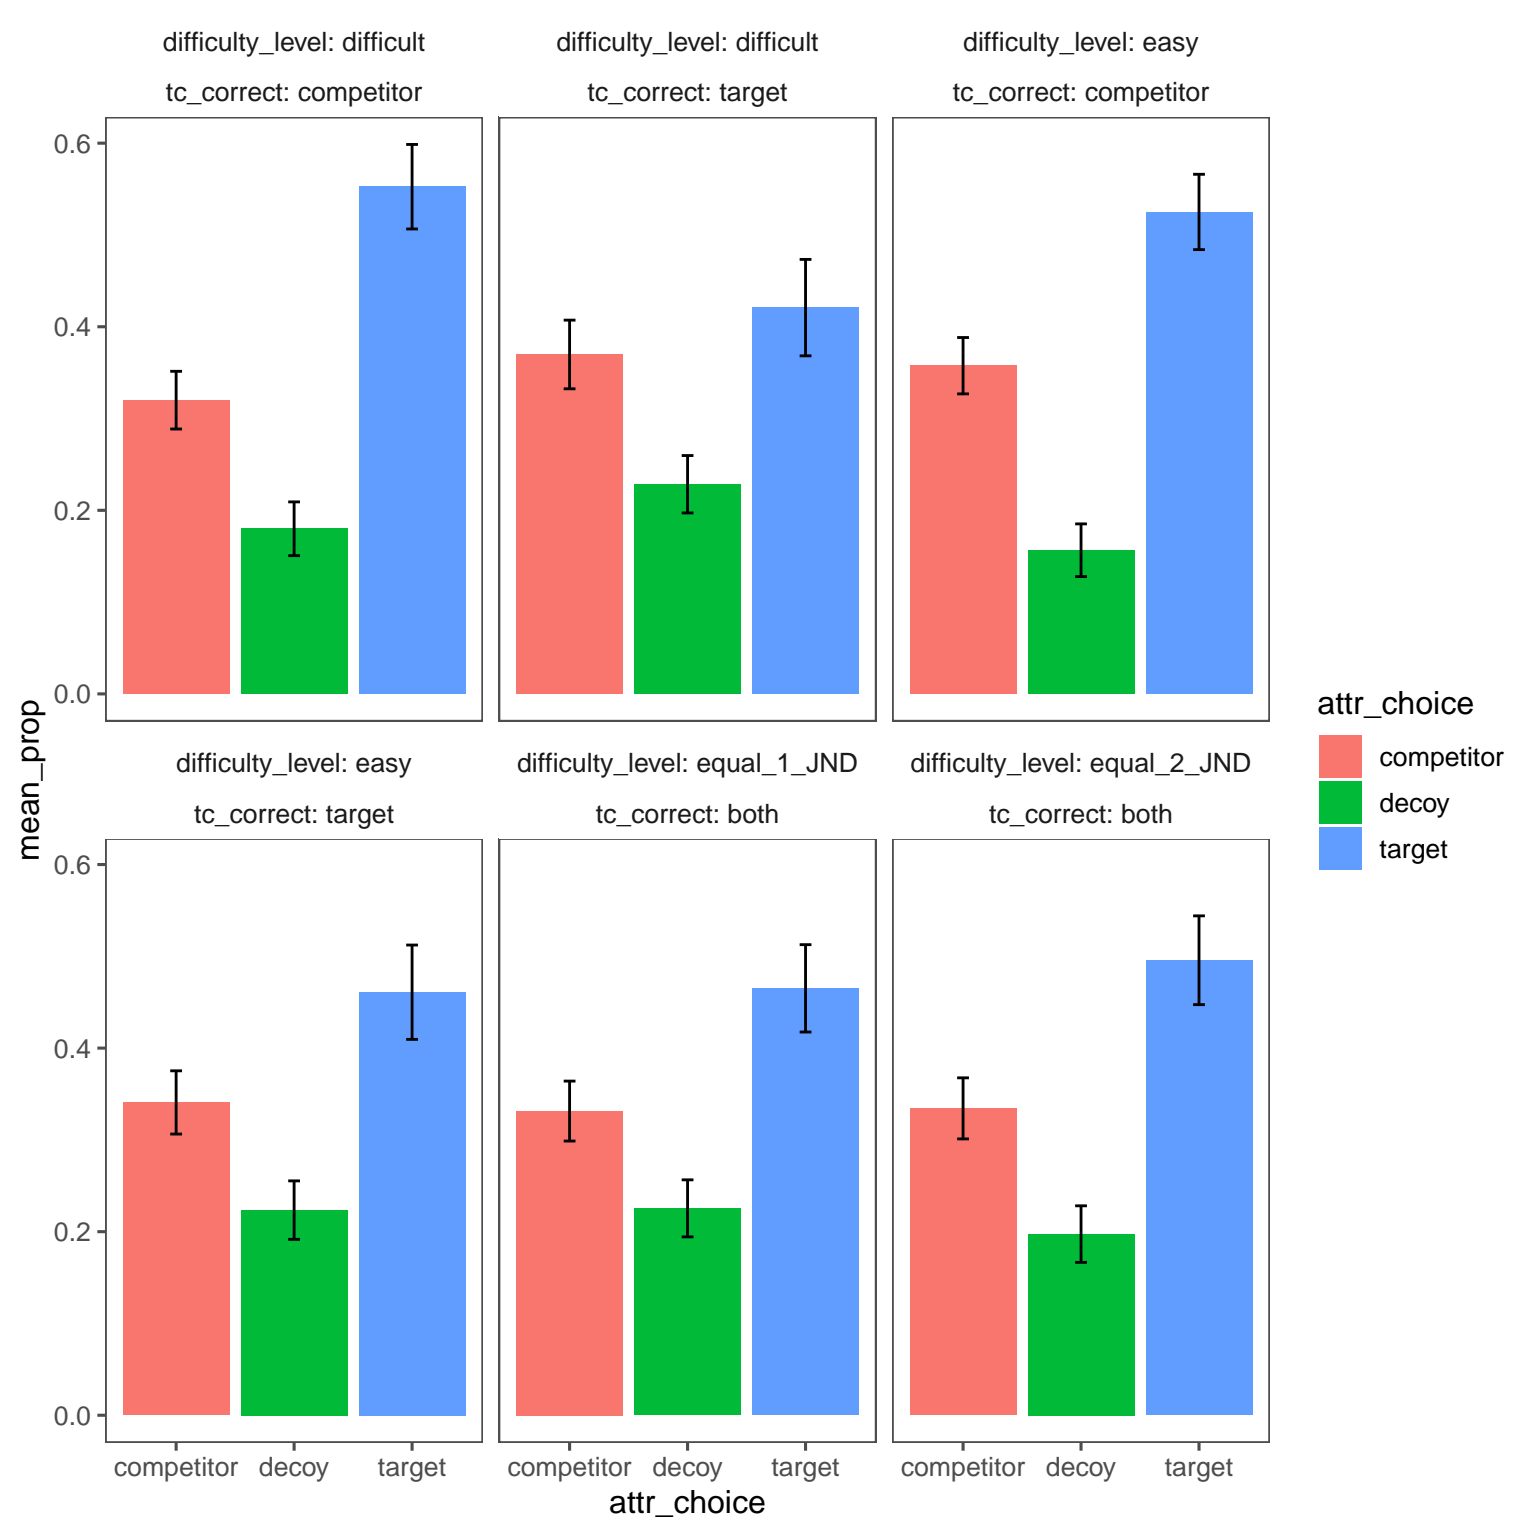 difficulty_level: difficult
tc_correct: competitor
difficulty_level: difficult
tc_correct: target
difficulty_level: easy
tc_correct: competitor
0.6
0.4
0.2
0.0
difficulty_level: easy
tc_correct: target
difficulty_level: equal_1_JND
tc_correct: both
difficulty_level: equal_2_JND
tc_correct: both
0.6
0.4
0.2
0.0
competitor decoy target
competitor decoy target
competitor decoy target
attr_choice
mean_prop
attr_choice
competitor
decoy
target